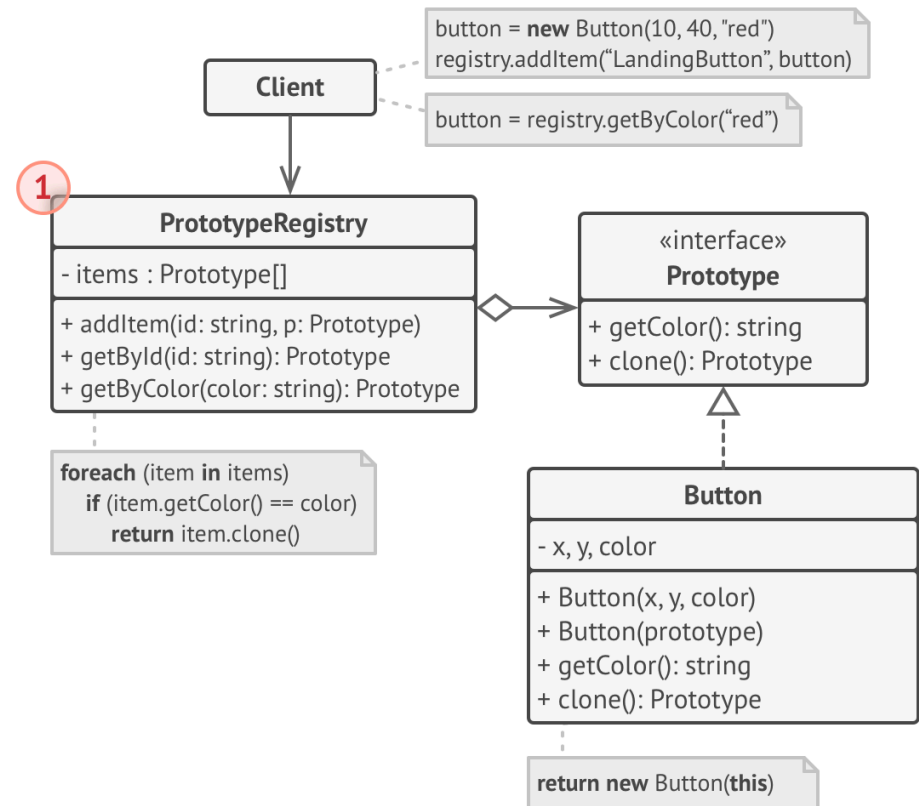 button = new Button(10, 40, "red")
registry.addItem(“LandingButton”, button)
Client
button = registry.getByColor(“red”)
1
PrototypeRegistry
- items : Prototype[]
+ addItem(id: string, p: Prototype)
+ getById(id: string): Prototype
+ getByColor(color: string): Prototype
«interface»
Prototype
+ getColor(): string
+ clone(): Prototype
foreach (item in items)
if (item.getColor() == color)
return item.clone()
Button
- x, y, color
+ Button(x, y, color)
+ Button(prototype)
+ getColor(): string
+ clone(): Prototype
return new Button(this)